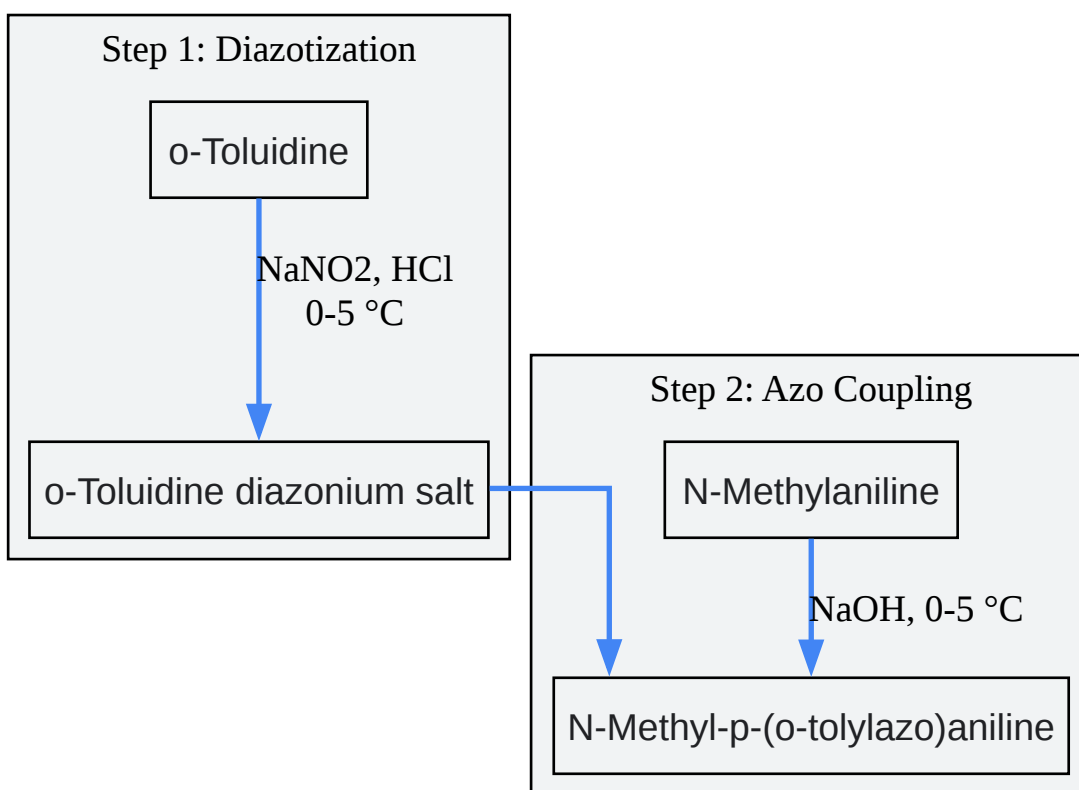 Step 1: Diazotization
o-Toluidine
NaNO2, HCl
0-5 °C
o-Toluidine diazonium salt
Step 2: Azo Coupling
N-Methylaniline
NaOH, 0-5 °C
N-Methyl-p-(o-tolylazo)aniline